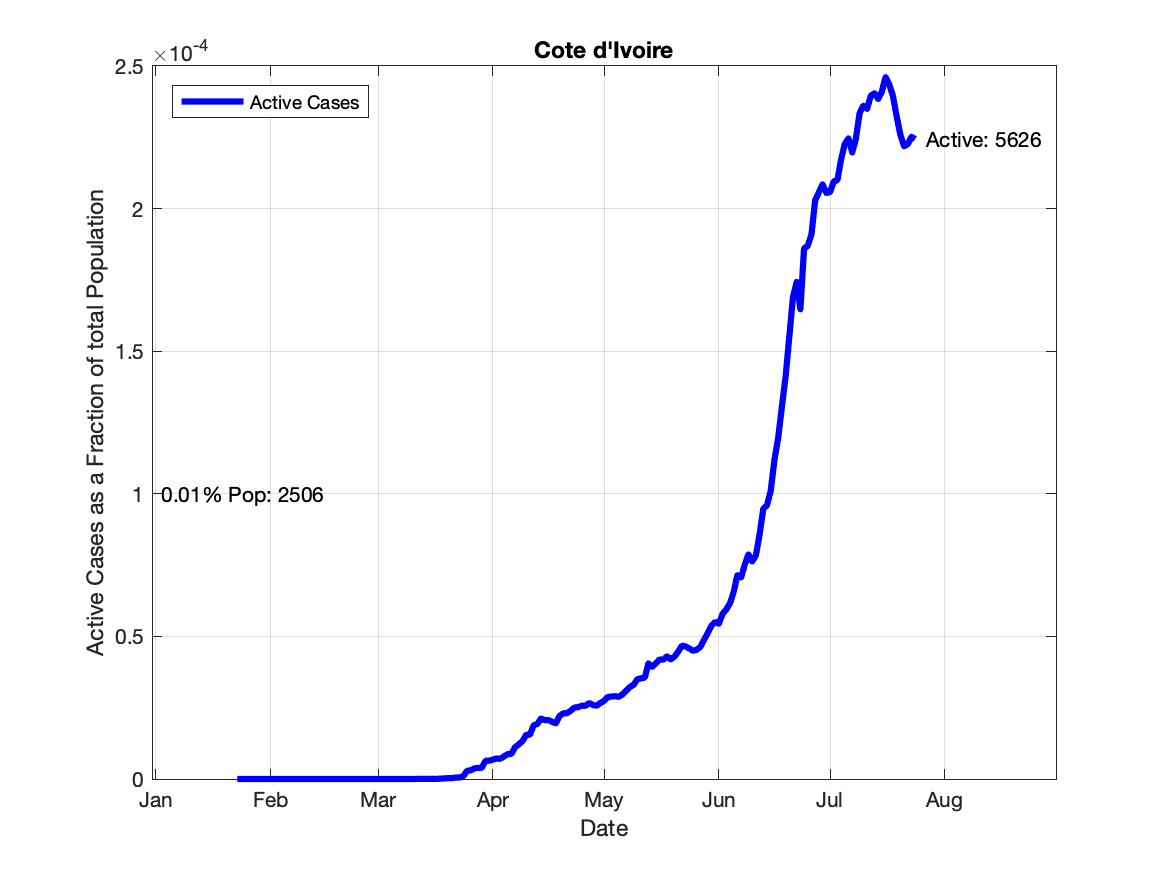 Cote d'Ivoire
×10-4
2.5
2
1.5
1
0.5
0
Active Cases
Active: 5626
0.01% Pop: 2506
Active Cases as a Fraction of total Population
Jan Feb Mar Apr May Jun Jul Aug
Date